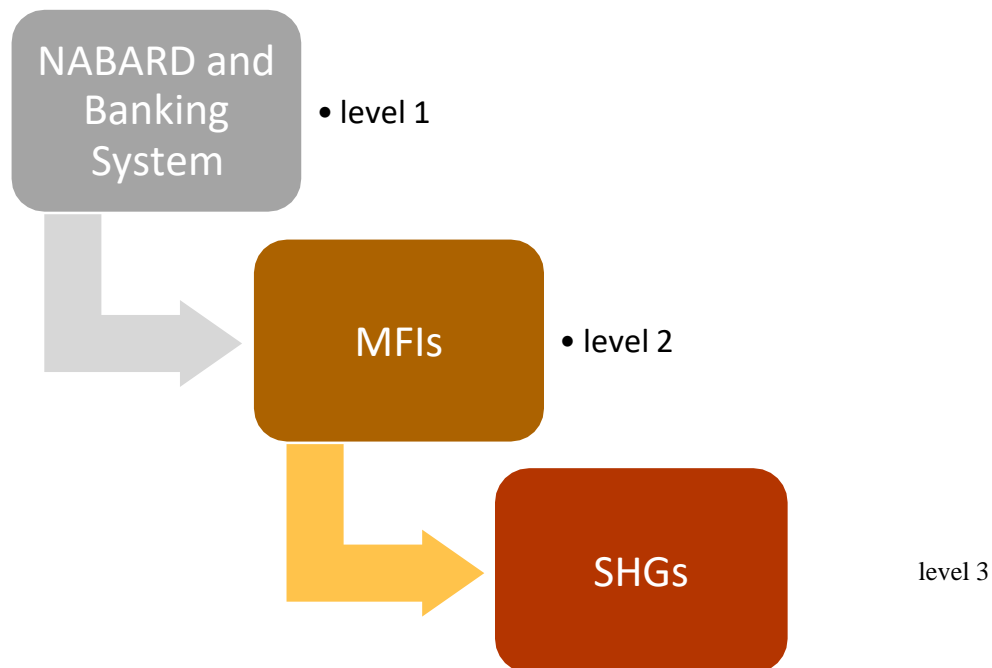 NABARD and
Banking
System
• level 1
MFIs
• level 2
SHGs
level 3